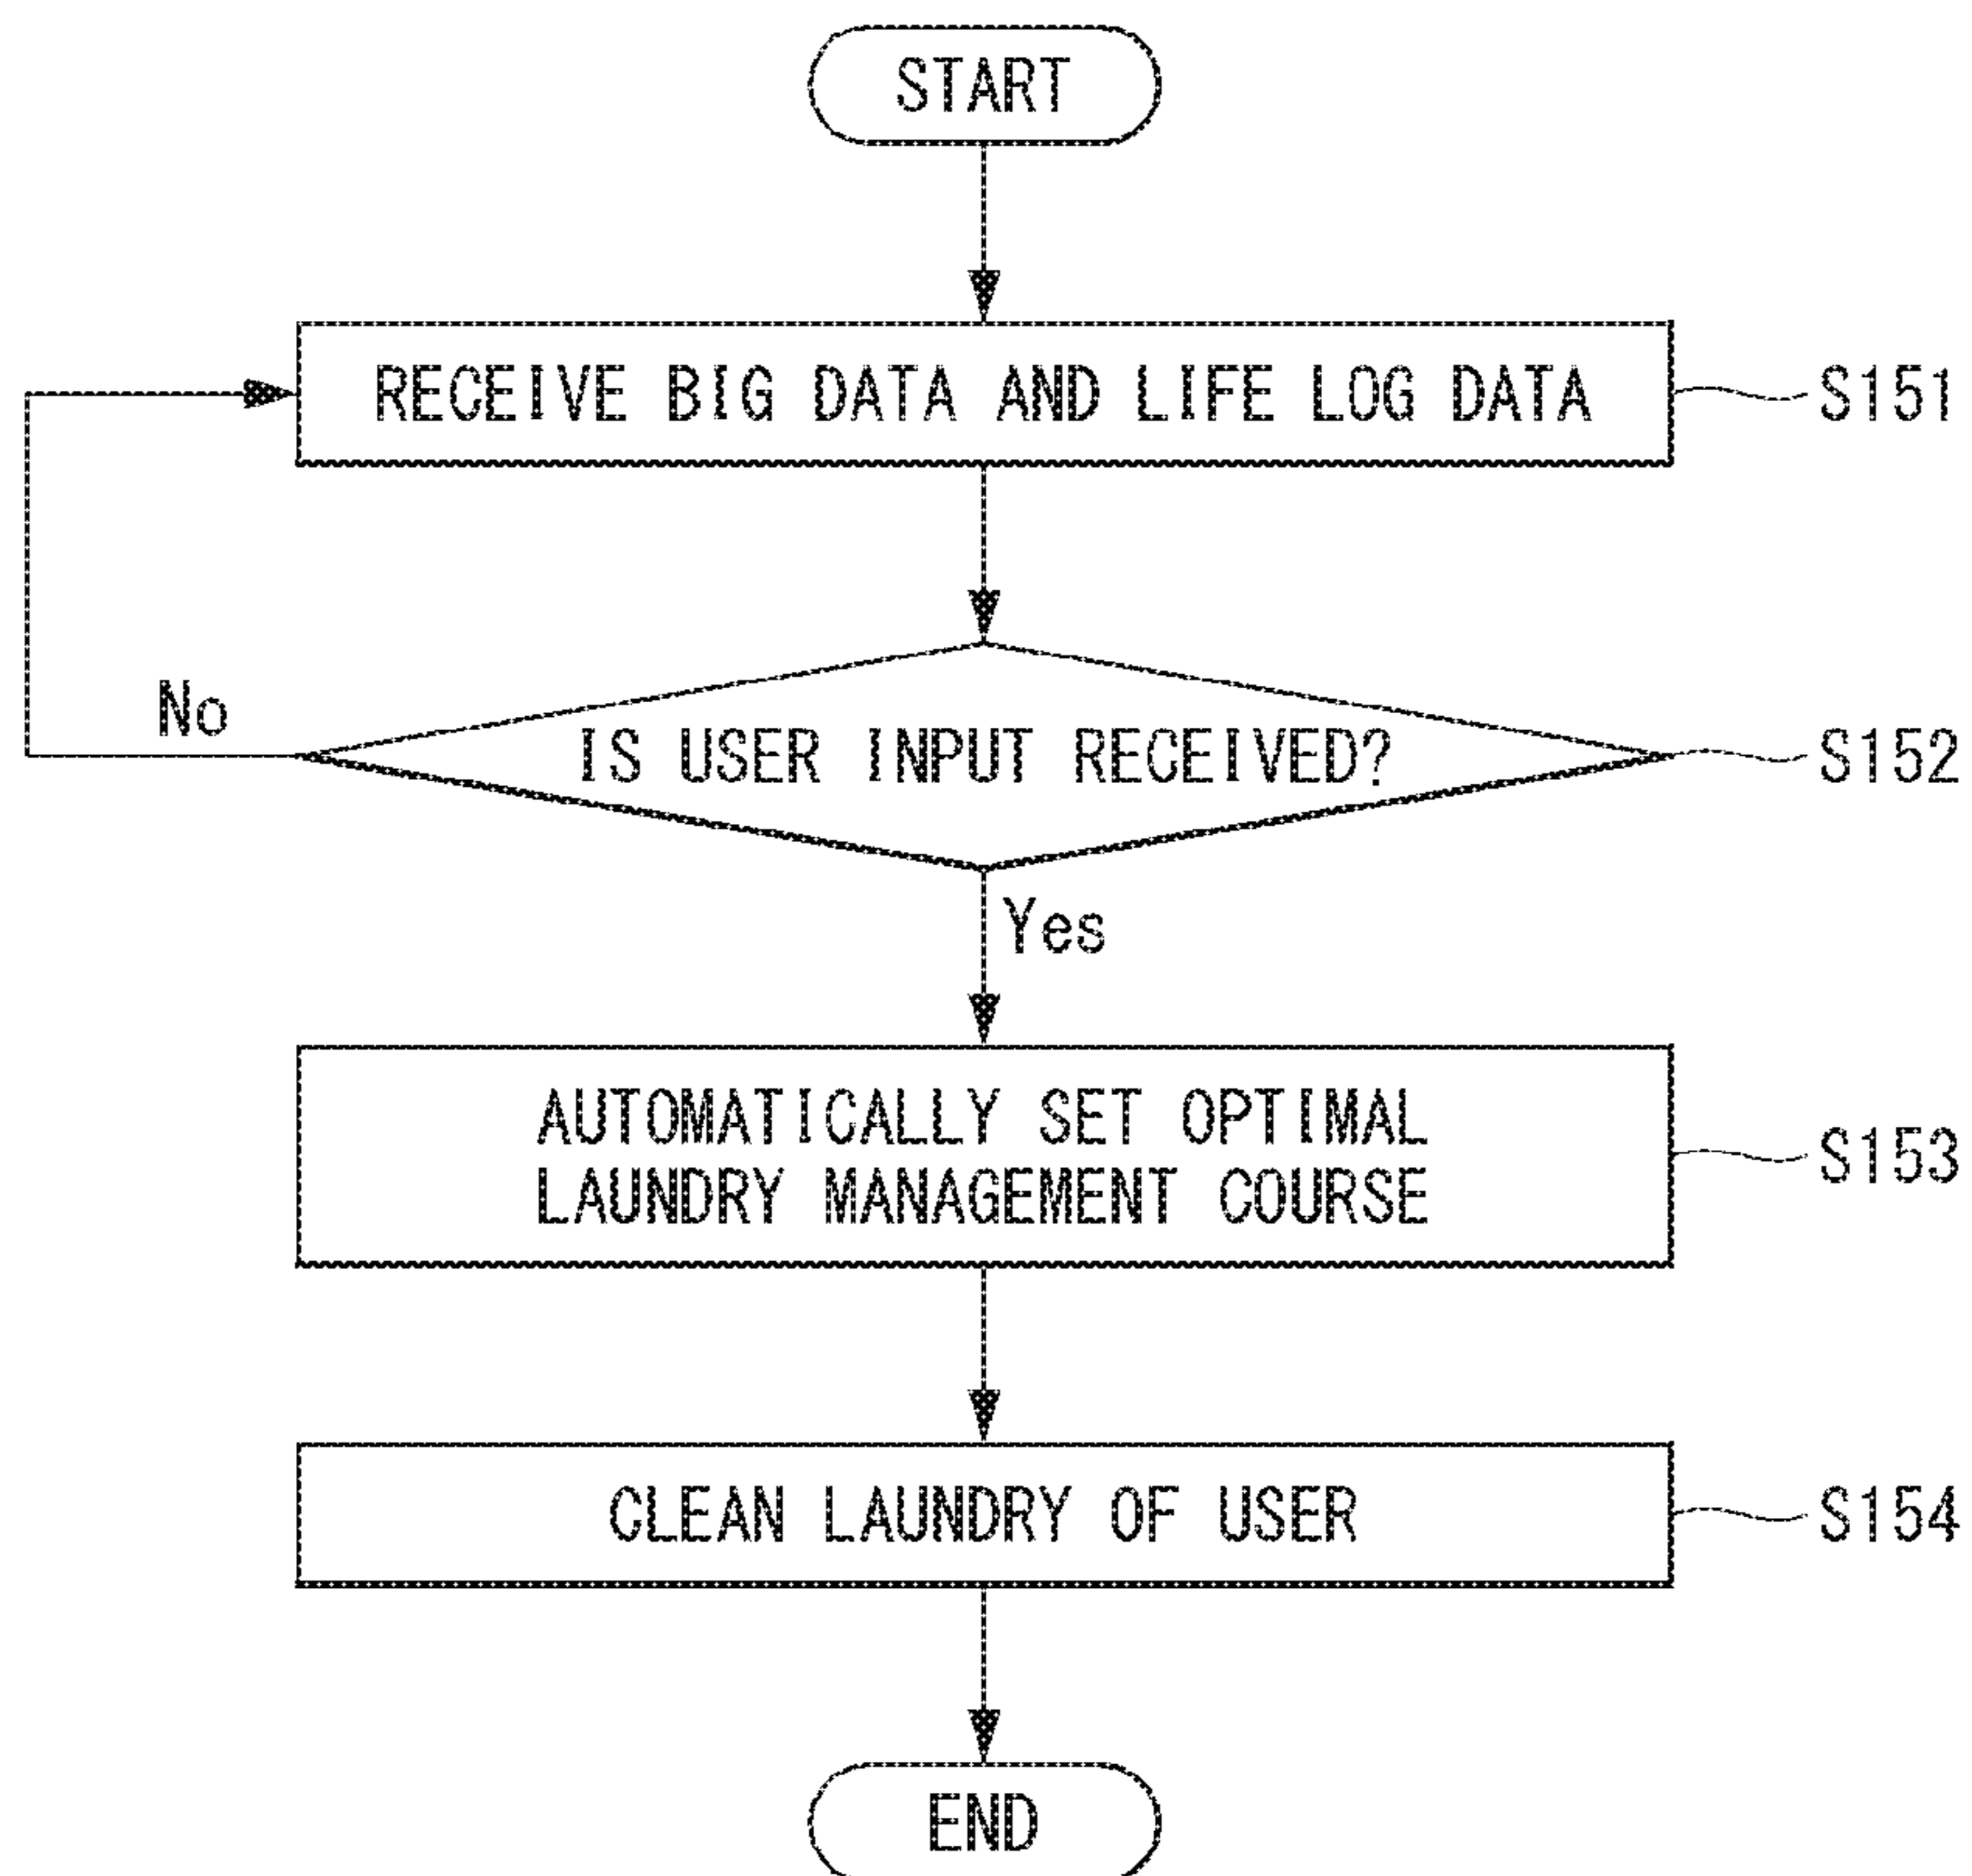 START
RECEIVE BIG DATA AND LIFE LOG DATA
S151
No
IS USER INPUT RECEIVED?
S152
Yes
AUTOMATICALLY SET OPTIMAL
LAUNDRY MANAGEMENT COURSE
S153
CLEAN LAUNDRY OF USER
S154
END